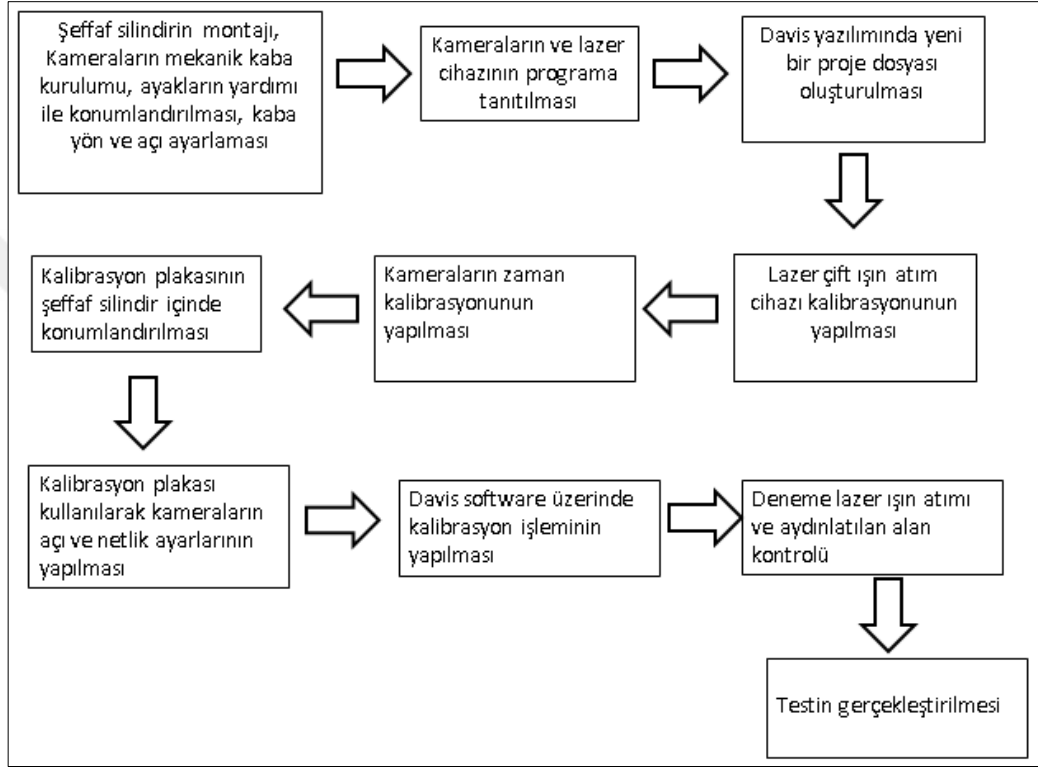 Şeffaf silindirin montajı,
Kameraların mekanik kaba
kurulumu, ayakların yardımı
ile konumlandırılması, kaba
yön ve açı ayarlaması
Kameraların ve lazer
cihazının programa
tanıtılması
Davis yazılımında yeni
bir proje dosyası
oluşturulması
Lazer çift ışın atım
cihazı kalibrasyonunun
yapılması
Kameraların zaman
kalibrasyonunun
yapılması
Kalibrasyon plakasının
şeffaf silindir içinde
konumlandırılması
Kalibrasyon plakası
kullanılarak kameraların
açı ve netlik ayarlarının
yapılması
Davis software üzerinde
kalibrasyon işleminin
yapılması
Deneme lazer ışın atımı
ve aydınlatılan alan
kontrolü
Testin gerçekleştirilmesi